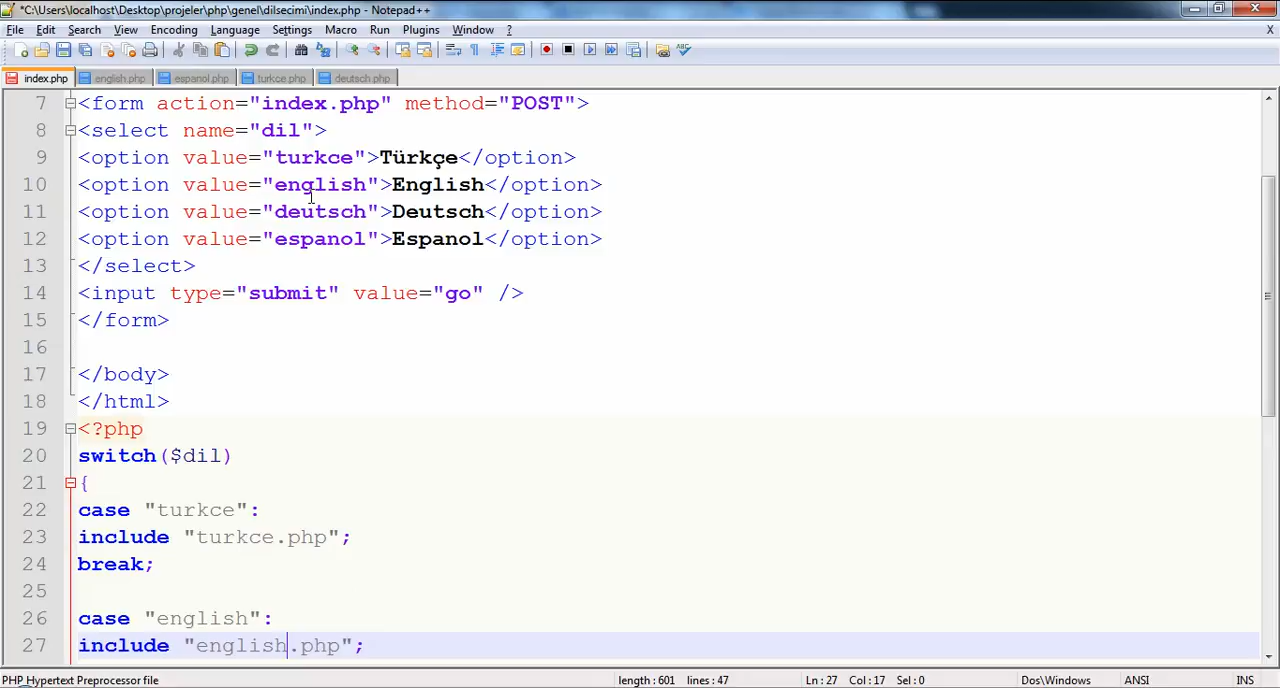 *C:\Users\localhost\Desktop\projeler\php\genel\dilsecimi\index.php - Notepad++
File Edit Search View Encoding Language Settings Macro Run Plugins Window ? X
index.php english.php espanol.php turkce.php deutsch.php
7 <form action="index.php" method="POST">
8 <select name="dil">
9 <option value="turkce">Türkçe</option>
10 <option value="english">English</option>
11 <option value="deutsch">Deutsch</option>
12 <option value="espanol">Espanol</option>
13 </select>
14 <input type="submit" value="go" />
15 </form>
16
17 </body>
18 </html>
19 <?php
20 switch($dil)
21 {
22 case "turkce":
23 include "turkce.php";
24 break;
25
26 case "english":
27 include "english.php";
PHP Hypertext Preprocessor file length : 601 lines : 47 Ln : 27 Col : 17 Sel : 0 Dos\Windows ANSI INS